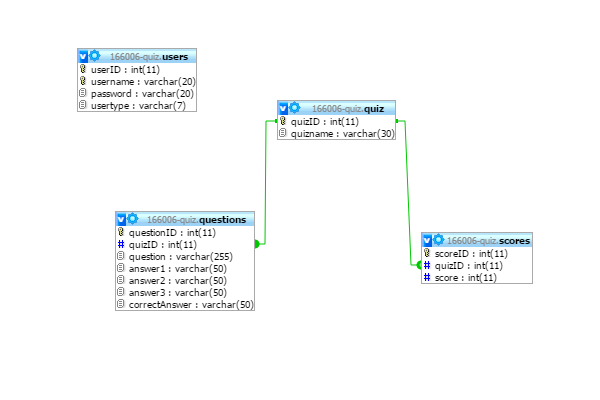 166006-quiz.users
userID : int(11)
username : varchar(20)
password : varchar(20)
usertype : varchar(7)
166006-quiz.quiz
quizID : int(11)
quizname : varchar(30)
166006-quiz.questions
questionID : int(11)
# quizID : int(11)
question : varchar(255)
answer1 : varchar(50)
answer2 : varchar(50)
answer3 : varchar(50)
correctAnswer : varchar(50)
166006-quiz.scores
scoreID : int(11)
# quizID : int(11)
# score : int(11)